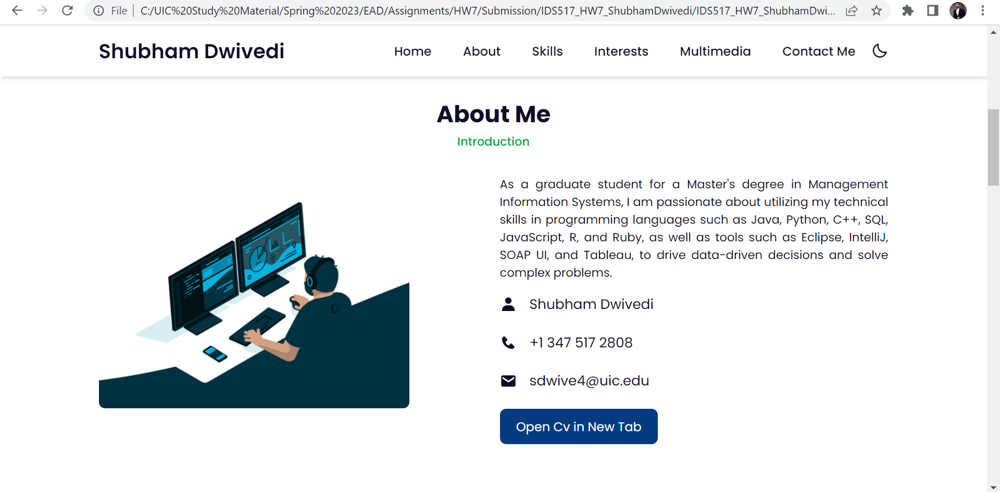 File
C:/UIC%20Study%20Material/Spring%202023/EAD/Assignments/HW7/Submission/IDS517_HW7_ShubhamDwivedi/IDS517_HW7_ShubhamDwi...
Shubham Dwivedi
Home
About
Skills
Interests
Multimedia
Contact Me
About Me
Introduction
As a graduate student for a Master's degree in Management
Information Systems, I am passionate about utilizing my technical
skills in programming languages such as Java, Python, C++, SQL,
JavaScript, R, and Ruby, as well as tools such as Eclipse, IntelliJ,
SOAP UI, and Tableau, to drive data-driven decisions and solve
complex problems.
Shubham Dwivedi
+1 347 517 2808
sdwive4@uic.edu
Open Cv in New Tab